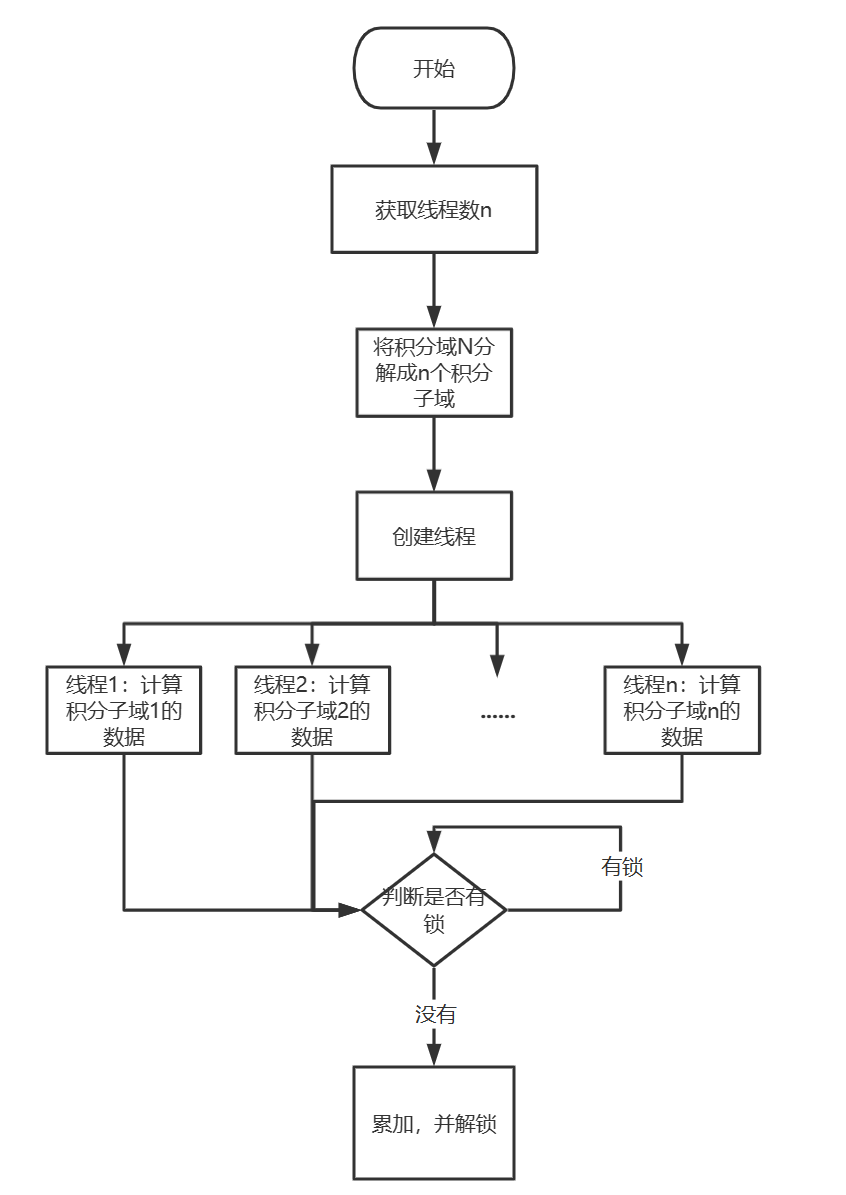 开始
获取线程数n
将积分域N分
解成n个积分
子域
创建线程
线程1：计算
积分子域1的
数据
线程2：计算
积分子域2的
数据
......
线程n：计算
积分子域n的
数据
有锁
判断是否有
锁
没有
累加，并解锁